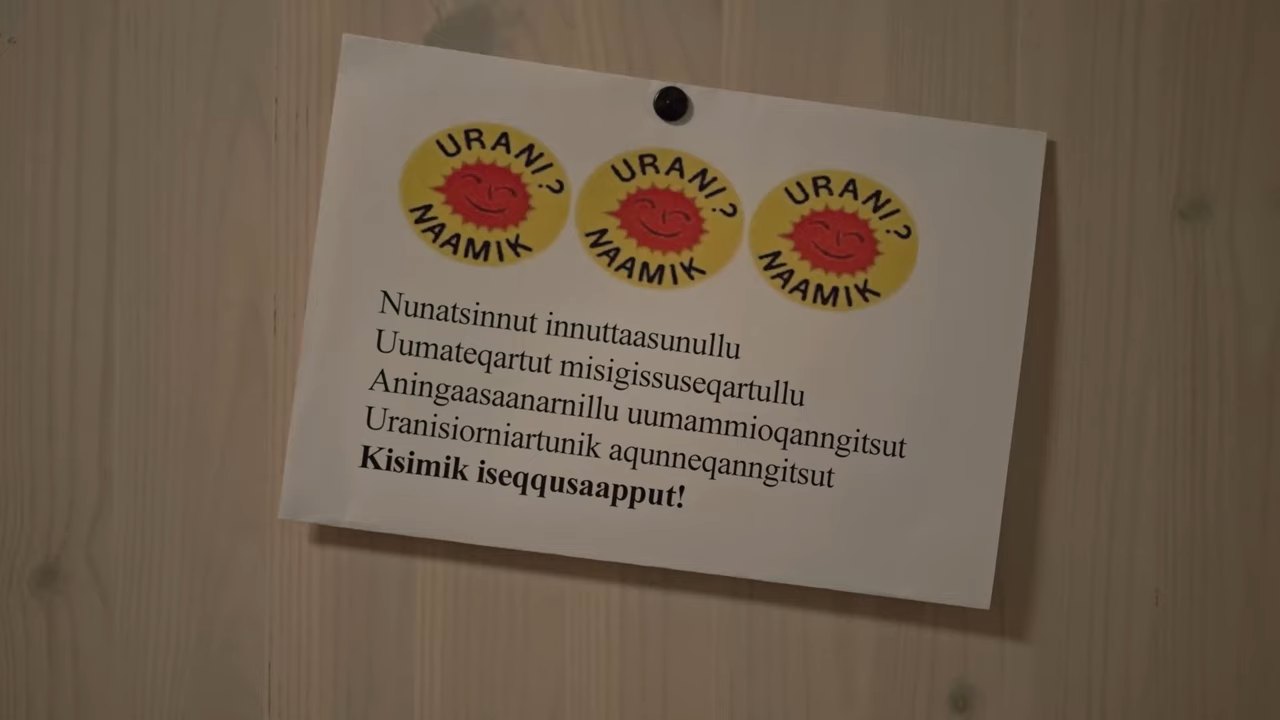 URANI? NAAMIK
URANI? NAAMIK
URANI? NAAMIK
Nunatsinnut innuttaasunullu
Uumateqartut misigissuseqartullu
Aningaasaanarnillu uumammioqanngitsut
Uranisiorniartunik aqunneqanngitsut
Kisimik iseqqusaapput!